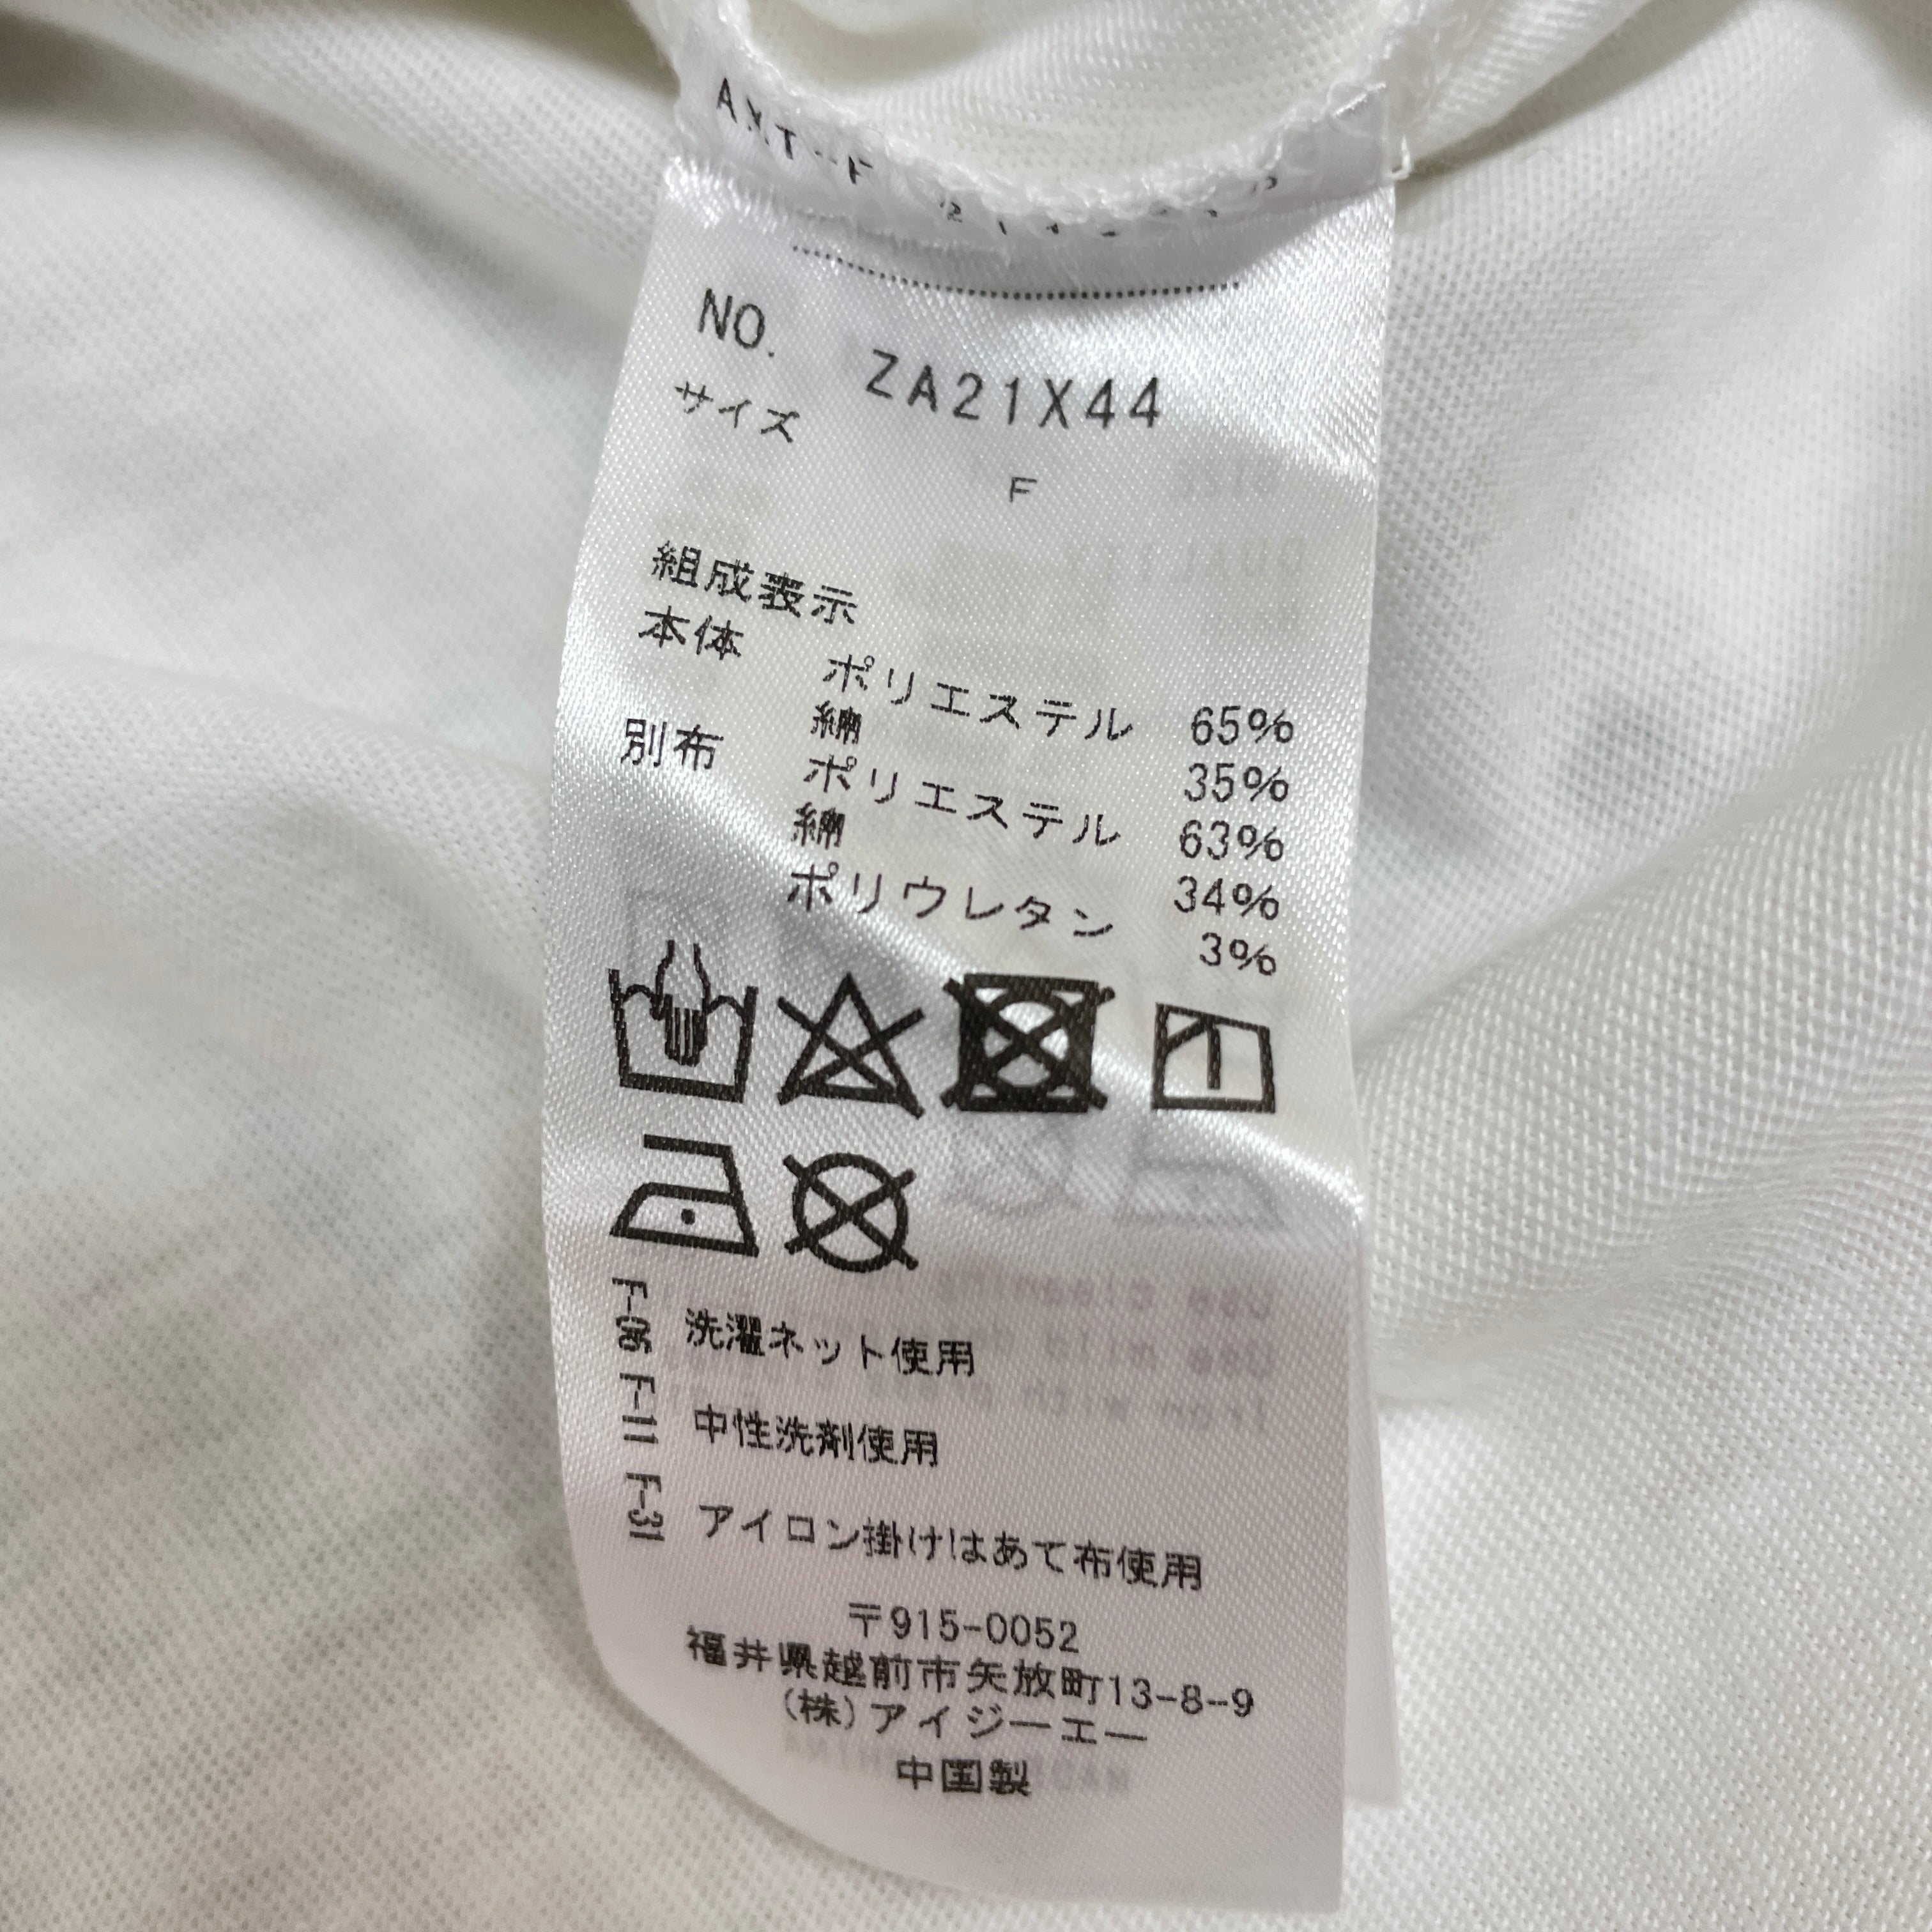 NO. ZA21X44
サイズ
F
組成表示
本体 ポリエステル 65%
綿 35%
別布 ポリエステル 63%
綿 34%
ポリウレタン 3%
F-06 洗濯ネット使用
F-11 中性洗剤使用
F-31 アイロン掛けはあて布使用
〒915-0052
福井県越前市矢放町13-8-9
(株)アイジーエー
中国製